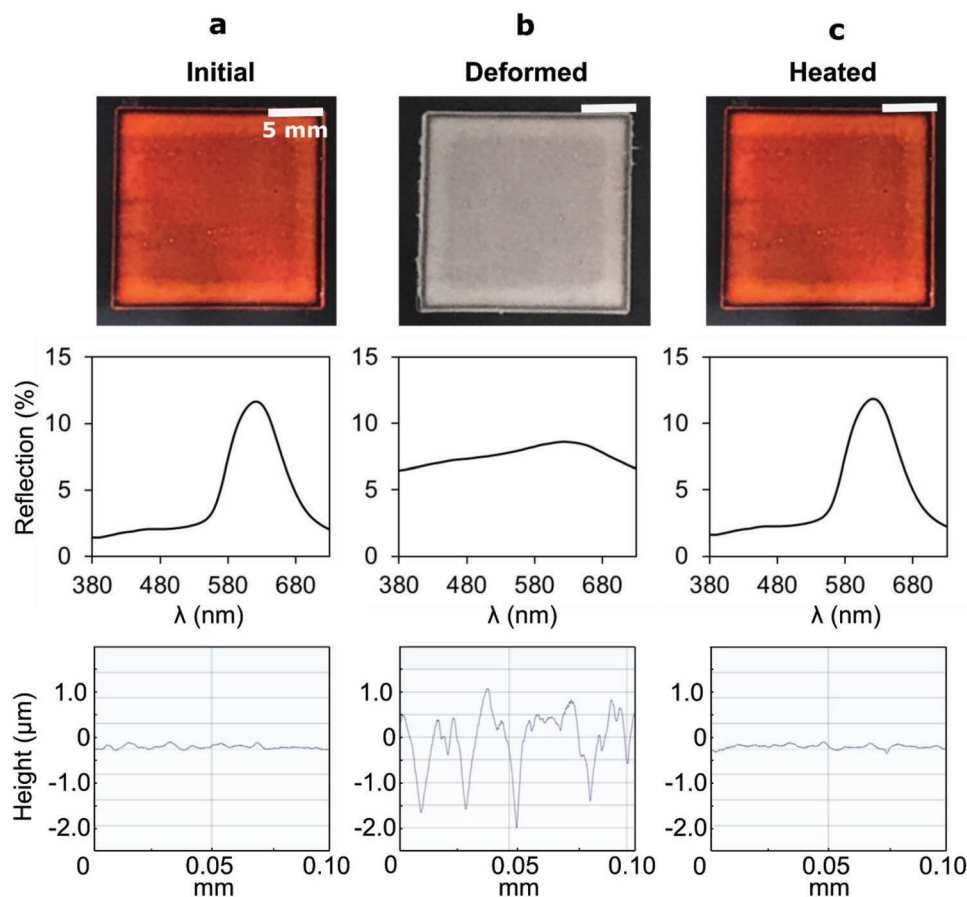 a b c
Initial Deformed Heated
5 mm
Reflection (%)
15 15 15
10 10 10
5 5 5
0 0 0
380 480 580 680 380 480 580 680 380 480 580 680
λ (nm) λ (nm) λ (nm)
Height (µm)
1.0 1.0 1.0
0 0 0
-1.0 -1.0 -1.0
-2.0 -2.0 -2.0
0 0.05 0.10 0 0.05 0.10 0 0.05 0.10
mm mm mm